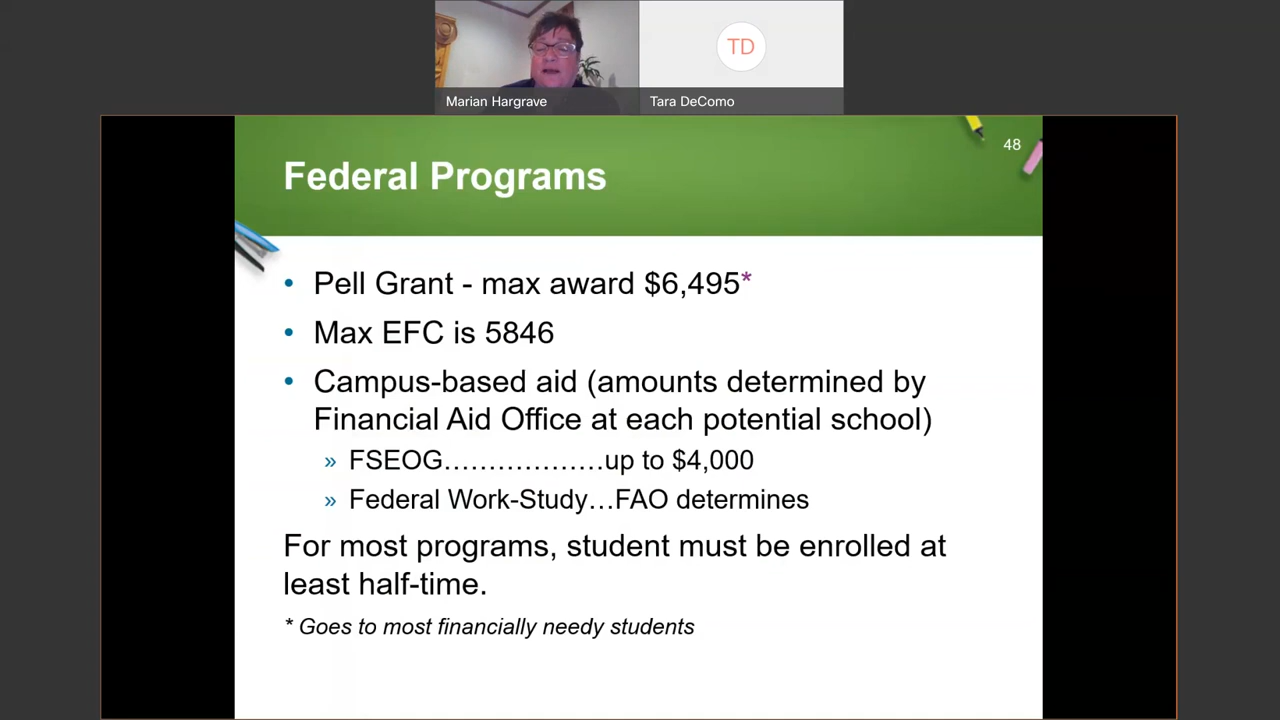 TD
Marian Hargrave
Tara DeComo
48
Federal Programs
• Pell Grant - max award $6,495*
• Max EFC is 5846
• Campus-based aid (amounts determined by
Financial Aid Office at each potential school)
» FSEOG………………up to $4,000
» Federal Work-Study…FAO determines
For most programs, student must be enrolled at
least half-time.
* Goes to most financially needy students